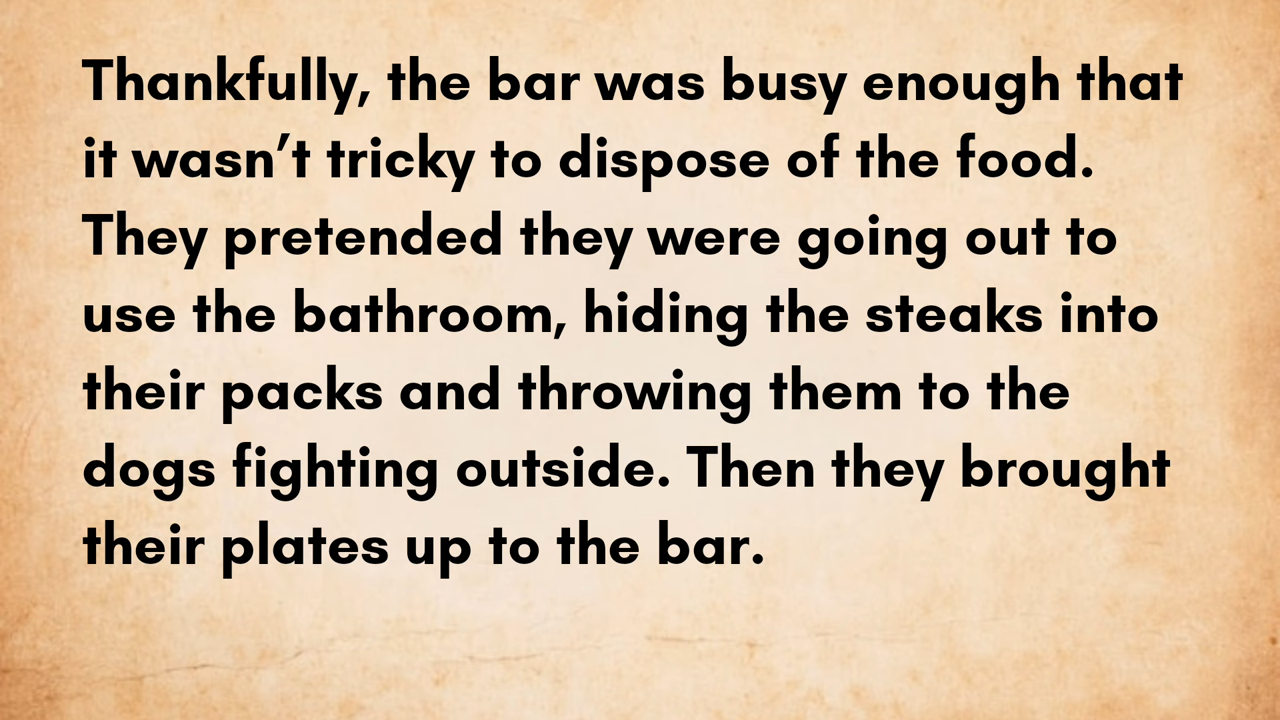 Thankfully, the bar was busy enough that
it wasn’t tricky to dispose of the food.
They pretended they were going out to
use the bathroom, hiding the steaks into
their packs and throwing them to the
dogs fighting outside. Then they brought
their plates up to the bar.